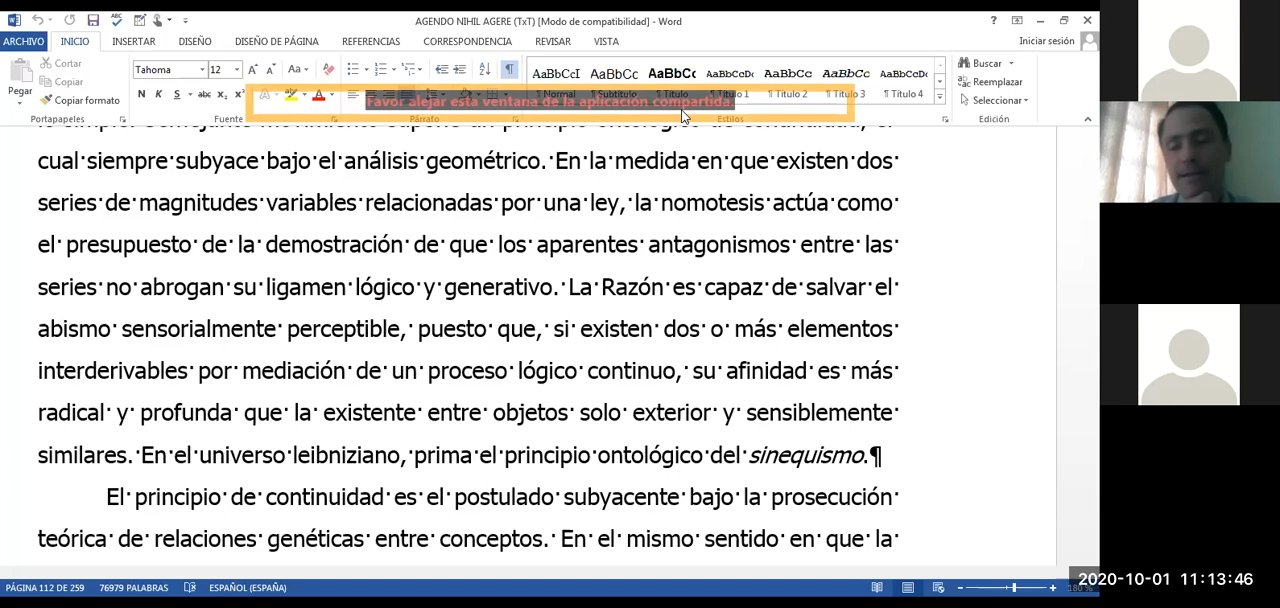 AGENDO NIHIL AGERE (TxT) [Modo de compatibilidad] - Word
ARCHIVO INICIO INSERTAR DISEÑO DISEÑO DE PÁGINA REFERENCIAS CORRESPONDENCIA REVISAR VISTA Iniciar sesión
Pegar
Cortar
Copiar
Copiar formato
Portapapeles
Tahoma 12
N K S abc x₂ x²
Fuente
Párrafo
AaBbCcI AaBbCc AaBbCc AaBbCcDc AaBbCc AaBbCc AaBbCcDc
¶ Normal ¶ Subtítulo ¶ Título ¶ Título 1 ¶ Título 2 ¶ Título 3 ¶ Título 4
Estilos
Buscar
Reemplazar
Seleccionar
Edición
Favor alejar esta ventana de la aplicación compartida.
cual siempre subyace bajo el análisis geométrico. En la medida en que existen dos
series de magnitudes variables relacionadas por una ley, la nomotesis actúa como
el presupuesto de la demostración de que los aparentes antagonismos entre las
series no abrogan su ligamen lógico y generativo. La Razón es capaz de salvar el
abismo sensorialmente perceptible, puesto que, si existen dos o más elementos
interderivables por mediación de un proceso lógico continuo, su afinidad es más
radical y profunda que la existente entre objetos solo exterior y sensiblemente
similares. En el universo leibniziano, prima el principio ontológico del sinequismo.¶
El principio de continuidad es el postulado subyacente bajo la prosecución
teórica de relaciones genéticas entre conceptos. En el mismo sentido en que la
PÁGINA 112 DE 259 76979 PALABRAS ESPAÑOL (ESPAÑA) 180 %
2020-10-01 11:13:46